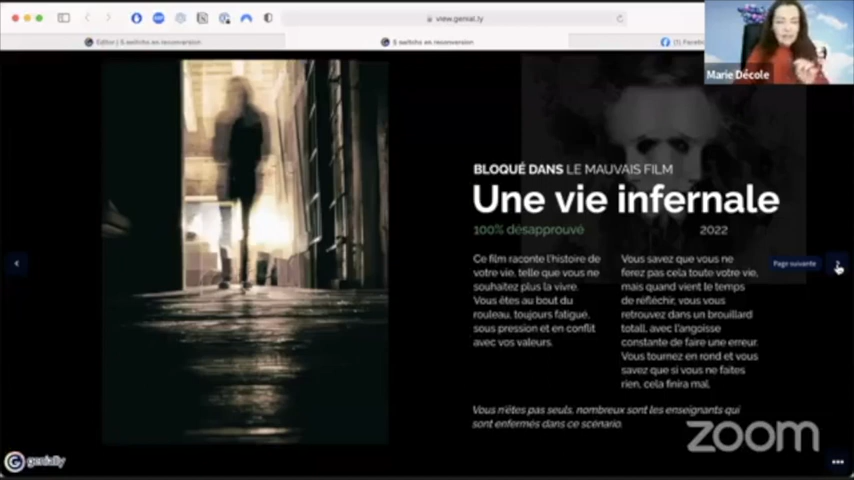 view.genial.ly
Editor | 5 switchs en reconversion
5 switchs en reconversion
(1) Facebook
Marie Décole
BLOQUÉ DANS LE MAUVAIS FILM
Une vie infernale
100% désapprouvé
2022
Ce film raconte l'histoire de
votre vie, telle que vous ne
souhaitez plus la vivre.
Vous êtes au bout du
rouleau, toujours fatigué,
sous pression et en conflit
avec vos valeurs.
Vous savez que vous ne
ferez pas cela toute votre vie,
mais quand vient le temps
de réfléchir, vous vous
retrouvez dans un brouillard
totall, avec l'angoisse
constante de faire une erreur.
Vous tournez en rond et vous
savez que si vous ne faites
rien, cela finira mal.
Page suivante
Vous n'êtes pas seuls, nombreux sont les enseignants qui
sont enfermés dans ce scénario.
zoom
genially